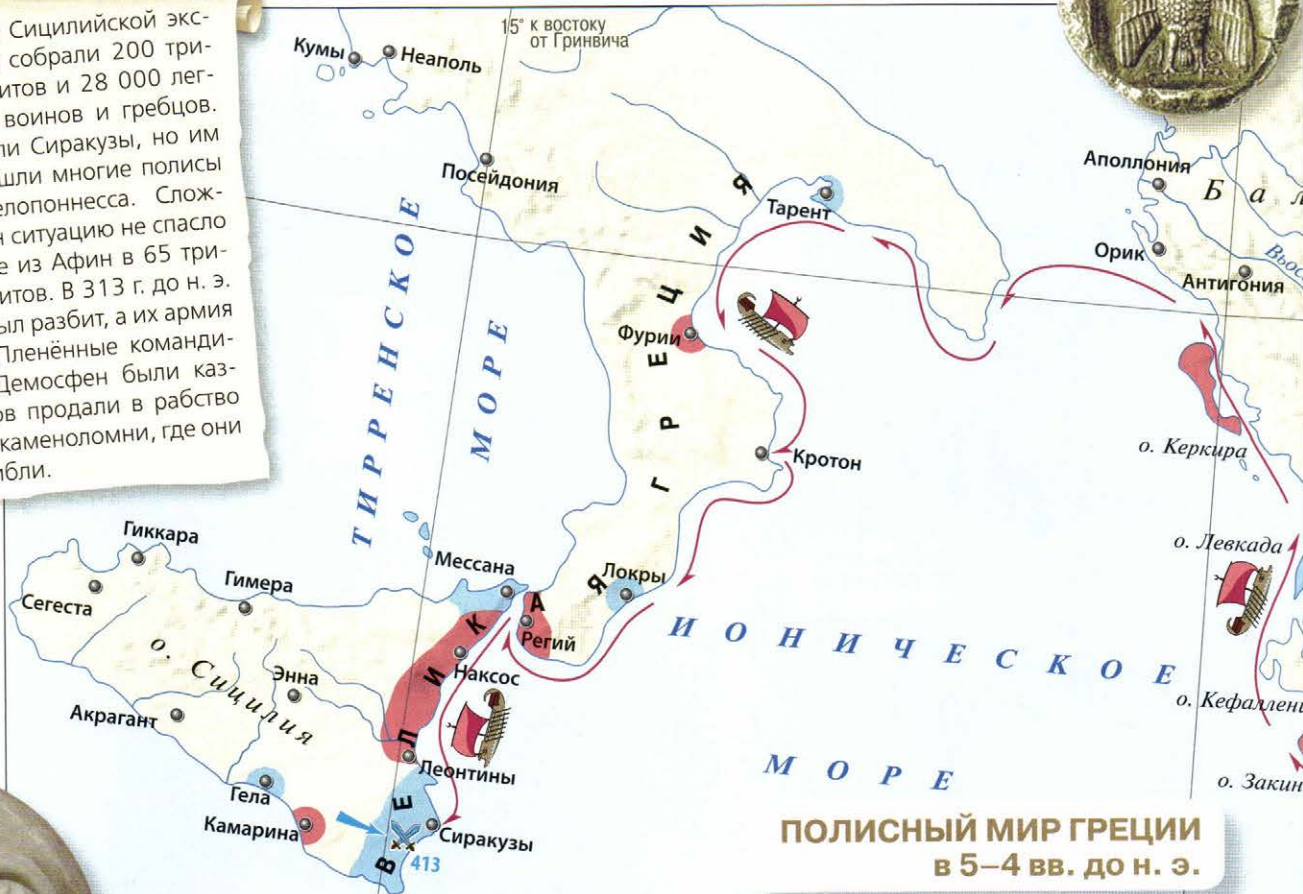 Сицилийской экс-
собрали 200 три-
итов и 28 000 лег-
воинов и гребцов.
ли Сиракузы, но им
шли многие полисы
елопоннесса. Слож-
н ситуацию не спасло
е из Афин в 65 три-
итов. В 313 г. до н. э.
ыл разбит, а их армия
Пленённые команди-
Демосфен были каз-
ов продали в рабство
каменоломни, где они
ибли.
15° к востоку
от Гринвича
Кумы
Неаполь
Посейдония
Тарент
Аполлония
Б а л
Орик
Вьос
Антигония
ТИРРЕНСКОЕ
МОРЕ
Фурии
Кротон
о. Керкира
о. Левкада
Гиккара
Мессана
Локры
Гимера
Сегеста
Регий
ВЕЛИКАЯ ГРЕЦИЯ
ИОНИЧЕСКОЕ
МОРЕ
о. Сицилия
Энна
Наксос
о. Кефаллени
Акрагант
Леонтины
Гела
о. Закин
Камарина
Сиракузы
413
ПОЛИСНЫЙ МИР ГРЕЦИИ
в 5–4 вв. до н. э.